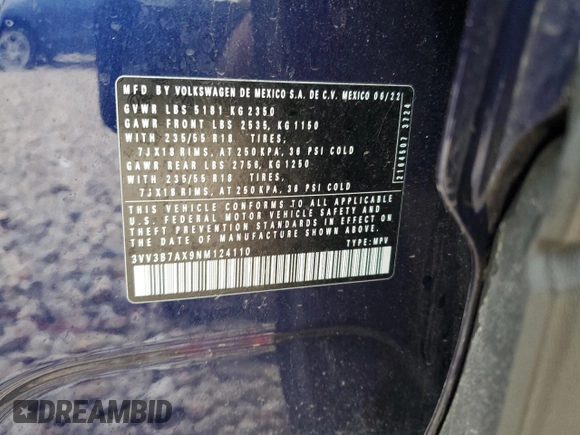 MFD BY VOLKSWAGEN DE MEXICO S.A. DE C.V. MEXICO 06/22
GVWR LBS 5181 KG 2350
GAWR FRONT LBS 2535, KG 1150
WITH 235/55 R18 TIRES,
7JX18 RIMS, AT 250 KPA, 36 PSI COLD
GAWR REAR LBS 2756, KG 1250
WITH 235/55 R18 TIRES,
7JX18 RIMS, AT 250 KPA, 36 PSI COLD
THIS VEHICLE CONFORMS TO ALL APPLICABLE
U.S. FEDERAL MOTOR VEHICLE SAFETY AND
THEFT PREVENTION STANDARDS IN EFFECT ON
THE DATE OF MANUFACTURE SHOWN ABOVE.
3VV3B7AX9NM124110 TYPE: MPV
2164507 3724
DREAMBID